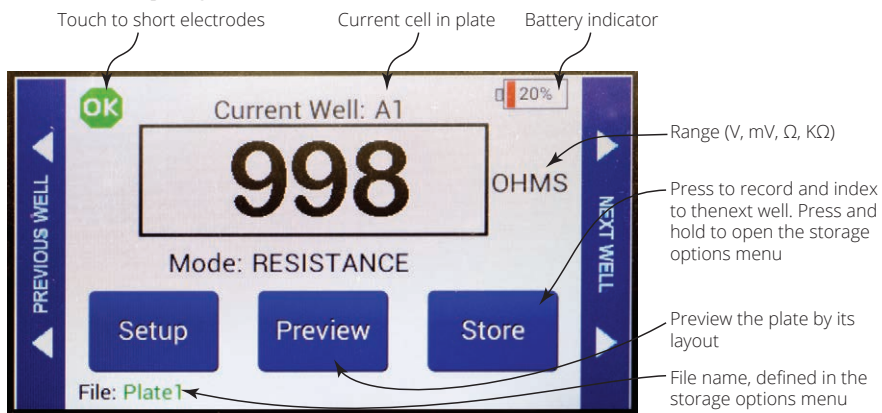 Touch to short electrodes
Current cell in plate
Battery indicator
OK
Current Well: A1
20%
998
OHMS
Mode: RESISTANCE
PREVIOUS WELL
NEXT WELL
Setup
Preview
Store
File: Plate1
Range (V, mV, Ω, KΩ)
Press to record and index
to thenext well. Press and
hold to open the storage
options menu
Preview the plate by its
layout
File name, defined in the
storage options menu